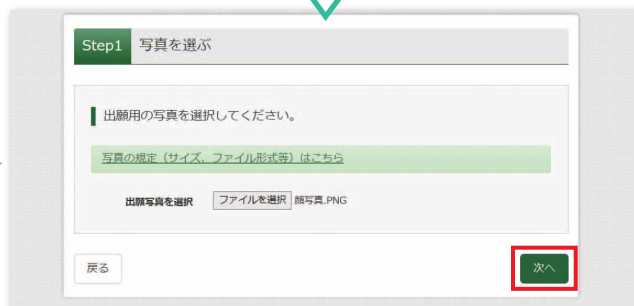 Step1 写真を選ぶ
出願用の写真を選択してください。
写真の規定（サイズ、ファイル形式等）はこちら
出願写真を選択 ファイルを選択 顔写真.PNG
戻る 次へ